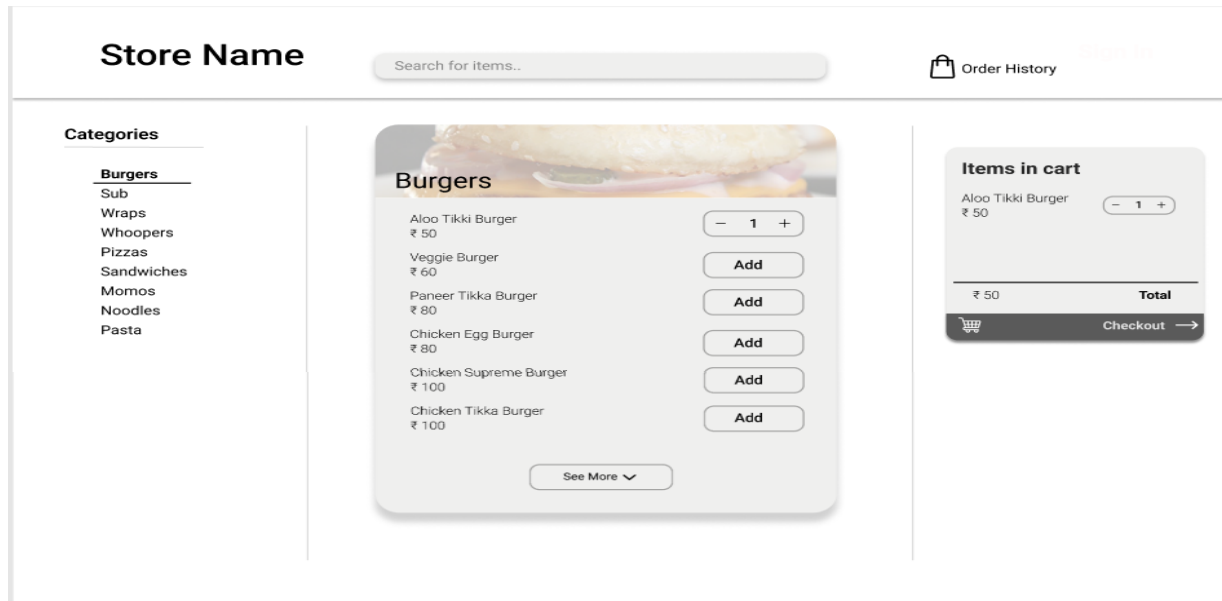 Store Name
Search for items..
Order History
Categories
Burgers
Sub
Wraps
Whoopers
Pizzas
Sandwiches
Momos
Noodles
Pasta
Burgers
Aloo Tikki Burger
₹ 50
− 1 +
Veggie Burger
₹ 60
Add
Paneer Tikka Burger
₹ 80
Add
Chicken Egg Burger
₹ 80
Add
Chicken Supreme Burger
₹ 100
Add
Chicken Tikka Burger
₹ 100
Add
See More
Items in cart
Aloo Tikki Burger
₹ 50
− 1 +
₹ 50 Total
Checkout